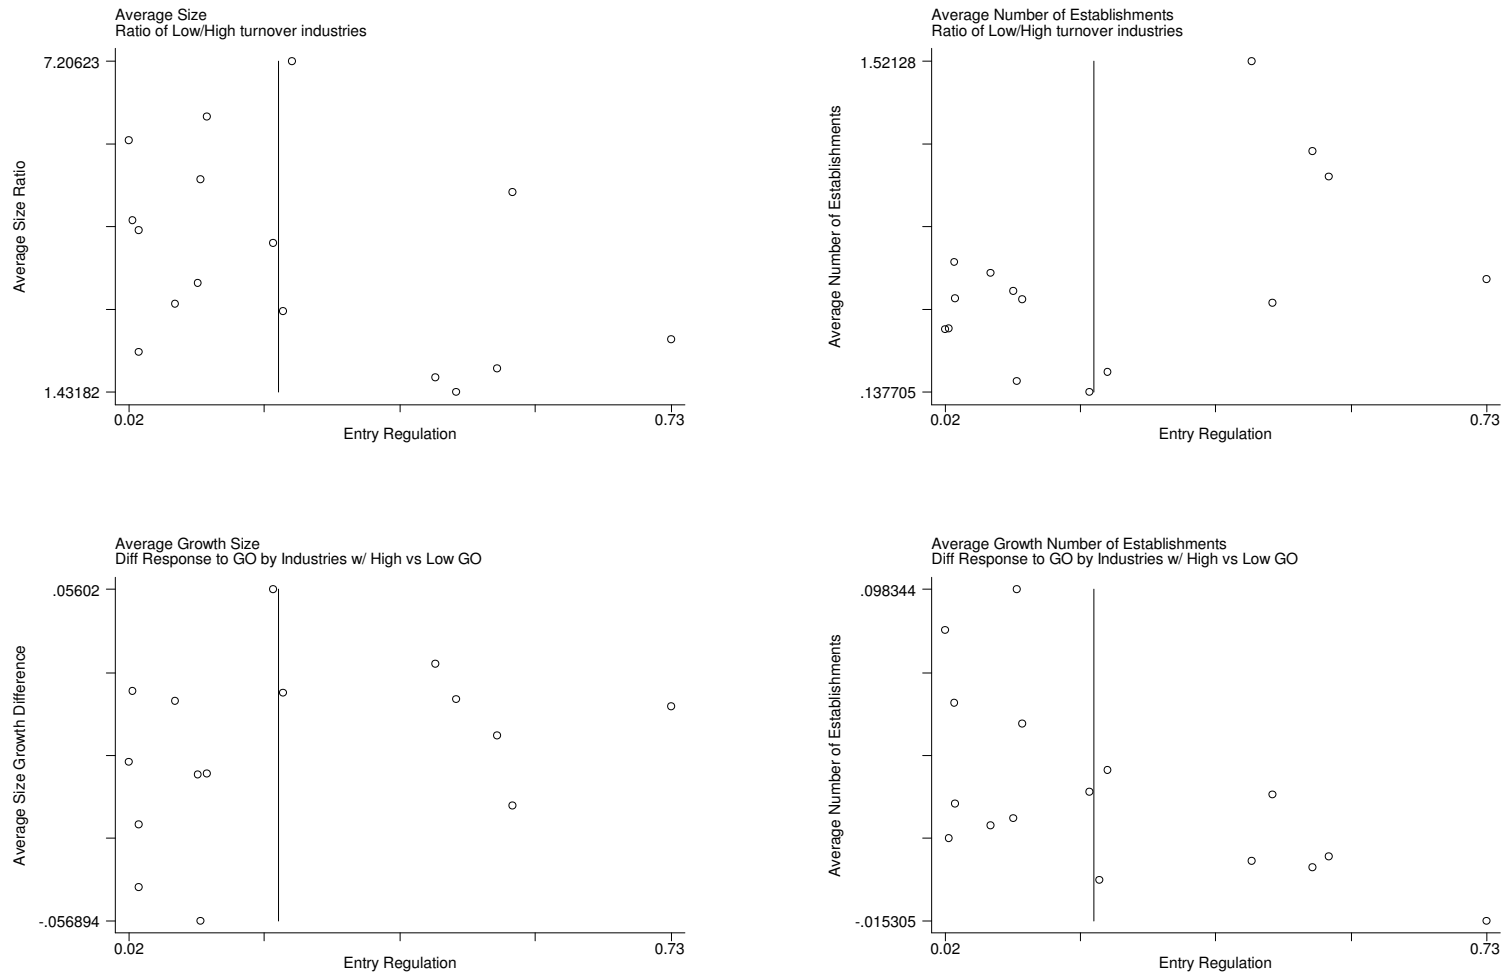 Average Size
Ratio of Low/High turnover industries
7.20623
Average Size Ratio
1.43182
0.02
0.73
Entry Regulation
Average Number of Establishments
Ratio of Low/High turnover industries
1.52128
Average Number of Establishments
.137705
0.02
0.73
Entry Regulation
Average Growth Size
Diff Response to GO by Industries w/ High vs Low GO
.05602
Average Size Growth Difference
-.056894
0.02
0.73
Entry Regulation
Average Growth Number of Establishments
Diff Response to GO by Industries w/ High vs Low GO
.098344
Average Number of Establishments
-.015305
0.02
0.73
Entry Regulation